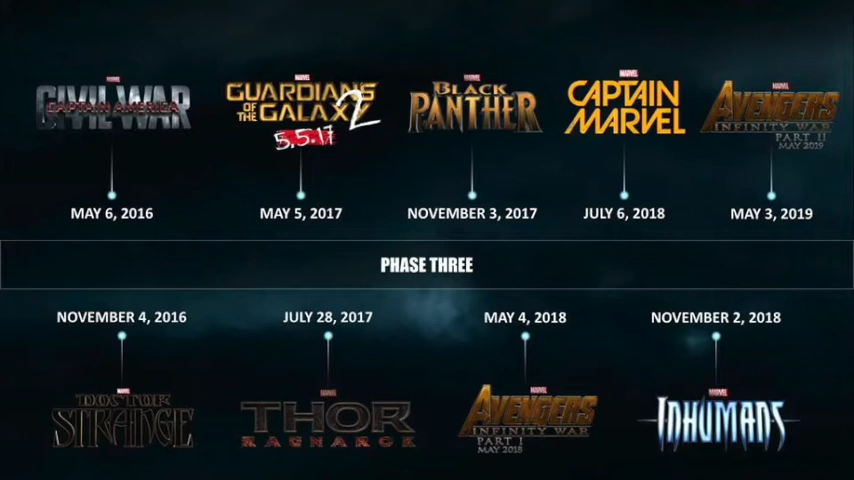 MARVEL
CIVIL WAR
CAPTAIN AMERICA
MAY 6, 2016
MARVEL
GUARDIANS
OF THE GALAXY 2
5.5.17
MAY 5, 2017
MARVEL
BLACK
PANTHER
NOVEMBER 3, 2017
MARVEL
CAPTAIN
MARVEL
JULY 6, 2018
MARVEL
AVENGERS
INFINITY WAR
PART II
MAY 2019
MAY 3, 2019
PHASE THREE
NOVEMBER 4, 2016
MARVEL
DOCTOR
STRANGE
JULY 28, 2017
MARVEL
THOR
RAGNAROK
MAY 4, 2018
MARVEL
AVENGERS
INFINITY WAR
PART I
MAY 2018
NOVEMBER 2, 2018
MARVEL
INHUMANS